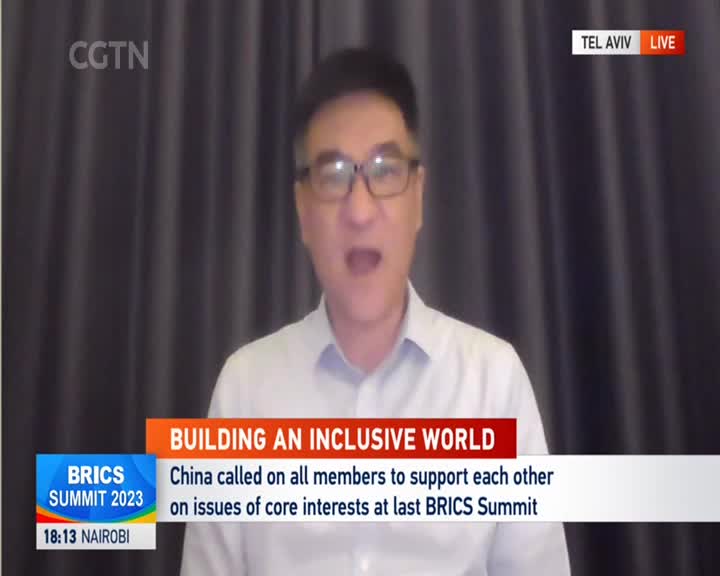 CGTN
TEL AVIV LIVE
BUILDING AN INCLUSIVE WORLD
BRICS
SUMMIT 2023
China called on all members to support each other
on issues of core interests at last BRICS Summit
18:13 NAIROBI